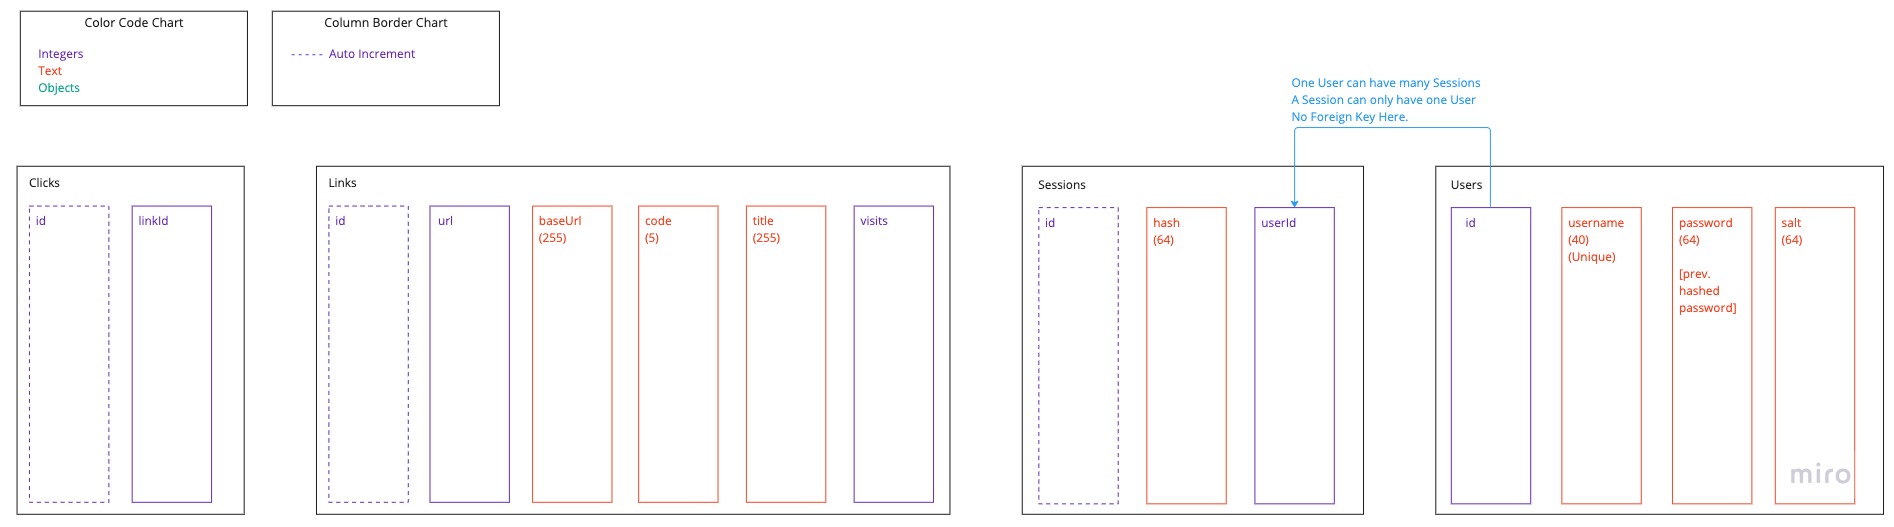 Color Code Chart
Integers
Text
Objects
Column Border Chart
- - - - - Auto Increment
One User can have many Sessions
A Session can only have one User
No Foreign Key Here.
Clicks
id
linkId
Links
id
url
baseUrl
(255)
code
(5)
title
(255)
visits
Sessions
id
hash
(64)
userId
Users
id
username
(40)
(Unique)
password
(64)
[prev.
hashed
password]
salt
(64)
miro